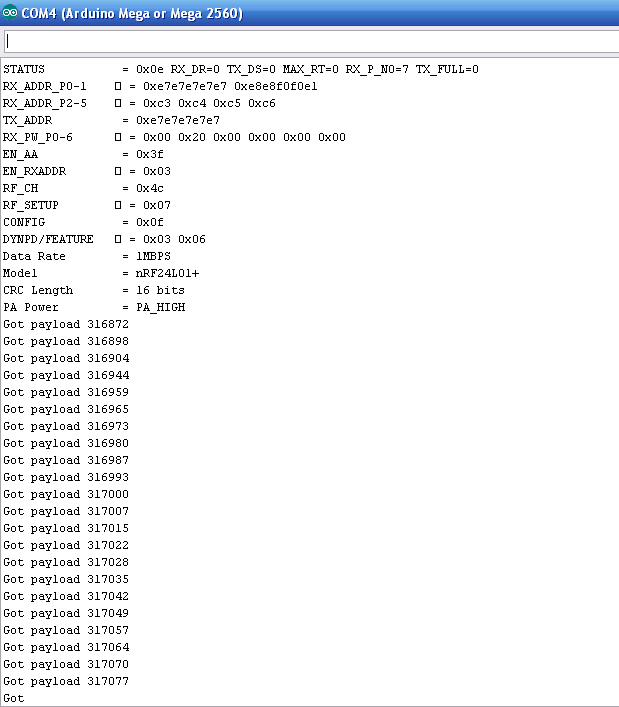 COM4 (Arduino Mega or Mega 2560)
STATUS = 0x0e RX_DR=0 TX_DS=0 MAX_RT=0 RX_P_NO=7 TX_FULL=0
RX_ADDR_P0-1 = 0xe7e7e7e7e7 0xe8e8f0f0e1
RX_ADDR_P2-5 = 0xc3 0xc4 0xc5 0xc6
TX_ADDR = 0xe7e7e7e7e7
RX_PW_P0-6 = 0x00 0x20 0x00 0x00 0x00 0x00
EN_AA = 0x3f
EN_RXADDR = 0x03
RF_CH = 0x4c
RF_SETUP = 0x07
CONFIG = 0x0f
DYNPD/FEATURE = 0x03 0x06
Data Rate = 1MBPS
Model = nRF24L01+
CRC Length = 16 bits
PA Power = PA_HIGH
Got payload 316872
Got payload 316898
Got payload 316904
Got payload 316944
Got payload 316959
Got payload 316965
Got payload 316973
Got payload 316980
Got payload 316987
Got payload 316993
Got payload 317000
Got payload 317007
Got payload 317015
Got payload 317022
Got payload 317028
Got payload 317035
Got payload 317042
Got payload 317049
Got payload 317057
Got payload 317064
Got payload 317070
Got payload 317077
Got